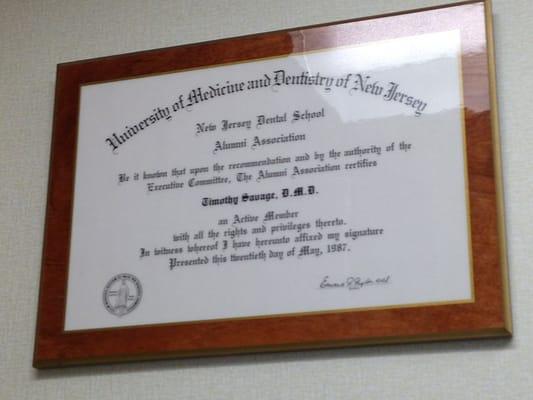 University of Medicine and Dentistry of New Jersey
New Jersey Dental School
Alumni Association
Be it known that upon the recommendation and by the authority of the
Executive Committee, The Alumni Association certifies
Timothy Savage, D.M.D.
an Active Member
with all the rights and privileges thereto.
In witness whereof I have hereunto affixed my signature
Presented this twentieth day of May, 1987.